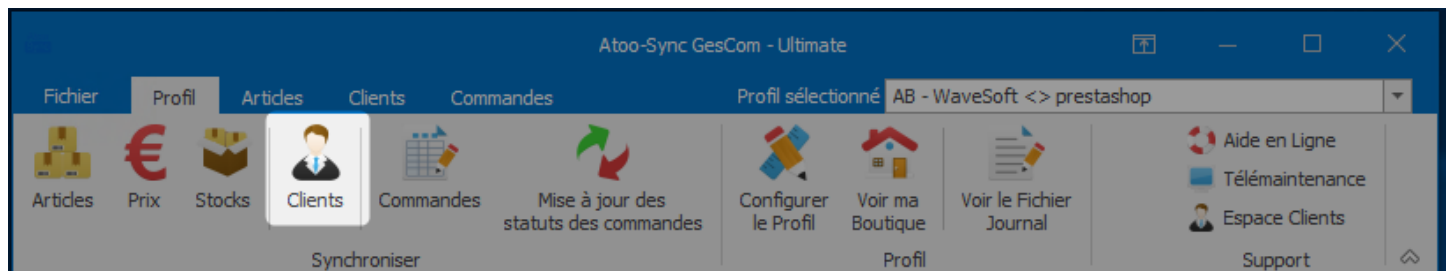 Atoo-Sync GesCom - Ultimate
Fichier Profil Articles Clients Commandes Profil sélectionné AB - WaveSoft <> prestashop
Articles Prix Stocks Clients Commandes Mise à jour des statuts des commandes Configurer le Profil Voir ma Boutique Voir le Fichier Journal
Aide en Ligne
Télémaintenance
Espace Clients
Synchroniser Profil Support